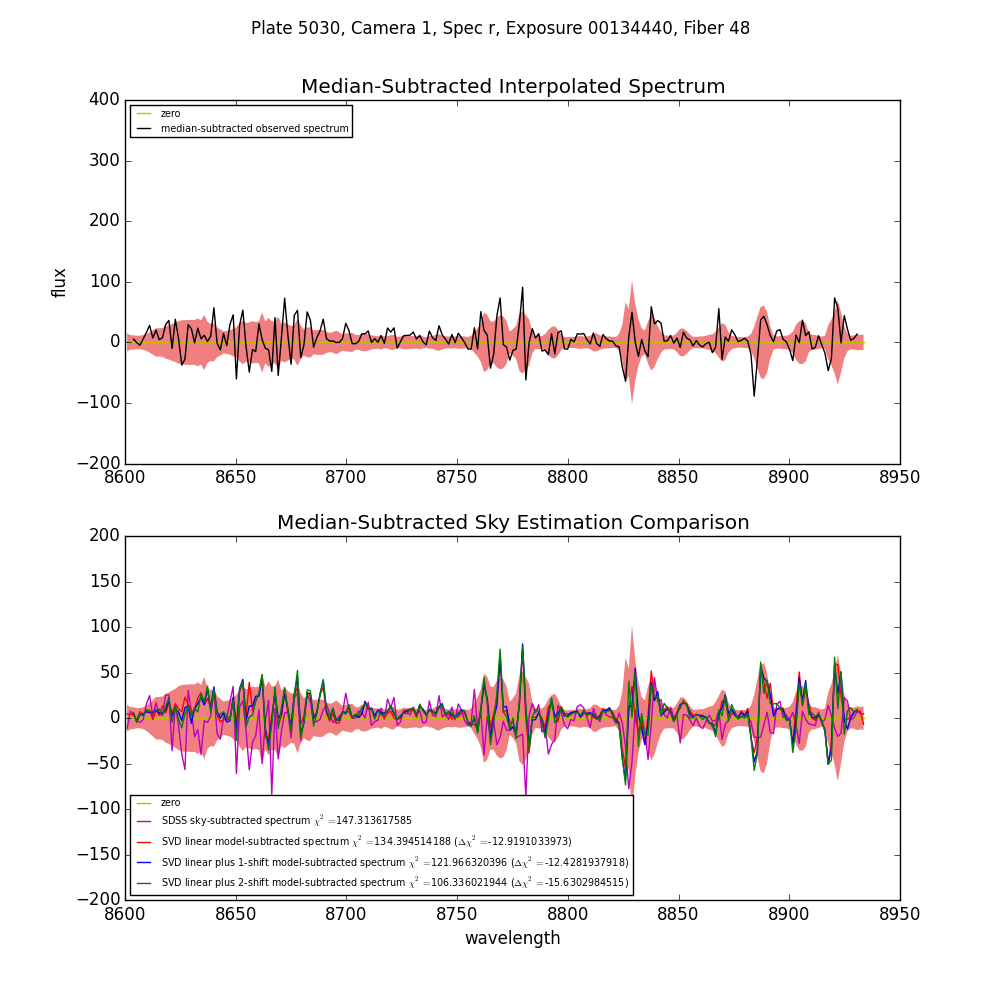 Plate 5030, Camera 1, Spec r, Exposure 00134440, Fiber 48
Median-Subtracted Interpolated Spectrum
400
300
200
100
0
−100
−200
flux
zero
median-subtracted observed spectrum
8600 8650 8700 8750 8800 8850 8900 8950
Median-Subtracted Sky Estimation Comparison
200
150
100
50
0
−50
−100
−150
−200
zero
SDSS sky-subtracted spectrum χ² =147.313617585
SVD linear model-subtracted spectrum χ² =134.394514188 (Δχ² =-12.9191033973)
SVD linear plus 1-shift model-subtracted spectrum χ² =121.966320396 (Δχ² =-12.4281937918)
SVD linear plus 2-shift model-subtracted spectrum χ² =106.336021944 (Δχ² =-15.6302984515)
8600 8650 8700 8750 8800 8850 8900 8950
wavelength